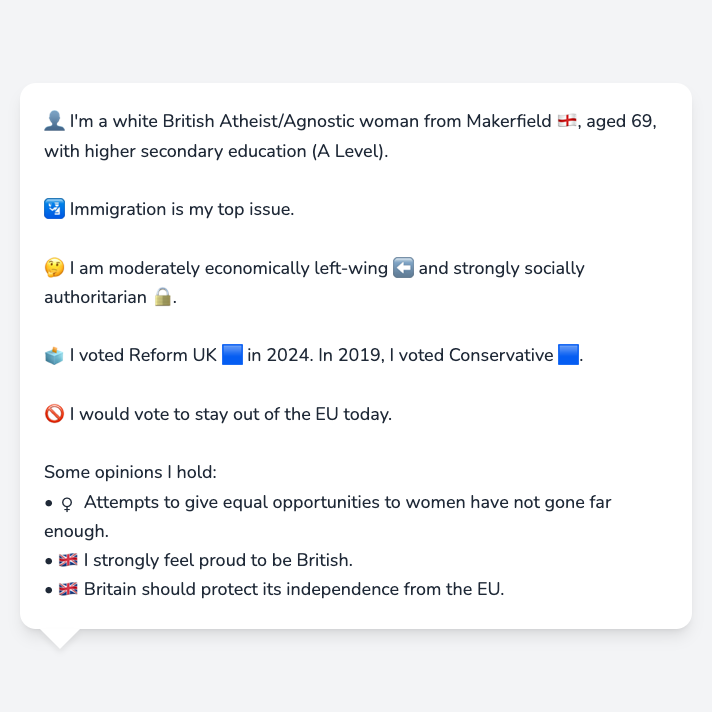 👤 I'm a white British Atheist/Agnostic woman from Makerfield 🏴󠁧󠁢󠁥󠁮󠁧󠁿, aged 69,
with higher secondary education (A Level).
🛂 Immigration is my top issue.
🤔 I am moderately economically left-wing ⬅️ and strongly socially
authoritarian 🔒.
🗳️ I voted Reform UK 🟦 in 2024. In 2019, I voted Conservative 🟦.
🚫 I would vote to stay out of the EU today.
Some opinions I hold:
• ♀ Attempts to give equal opportunities to women have not gone far
enough.
• 🇬🇧 I strongly feel proud to be British.
• 🇬🇧 Britain should protect its independence from the EU.